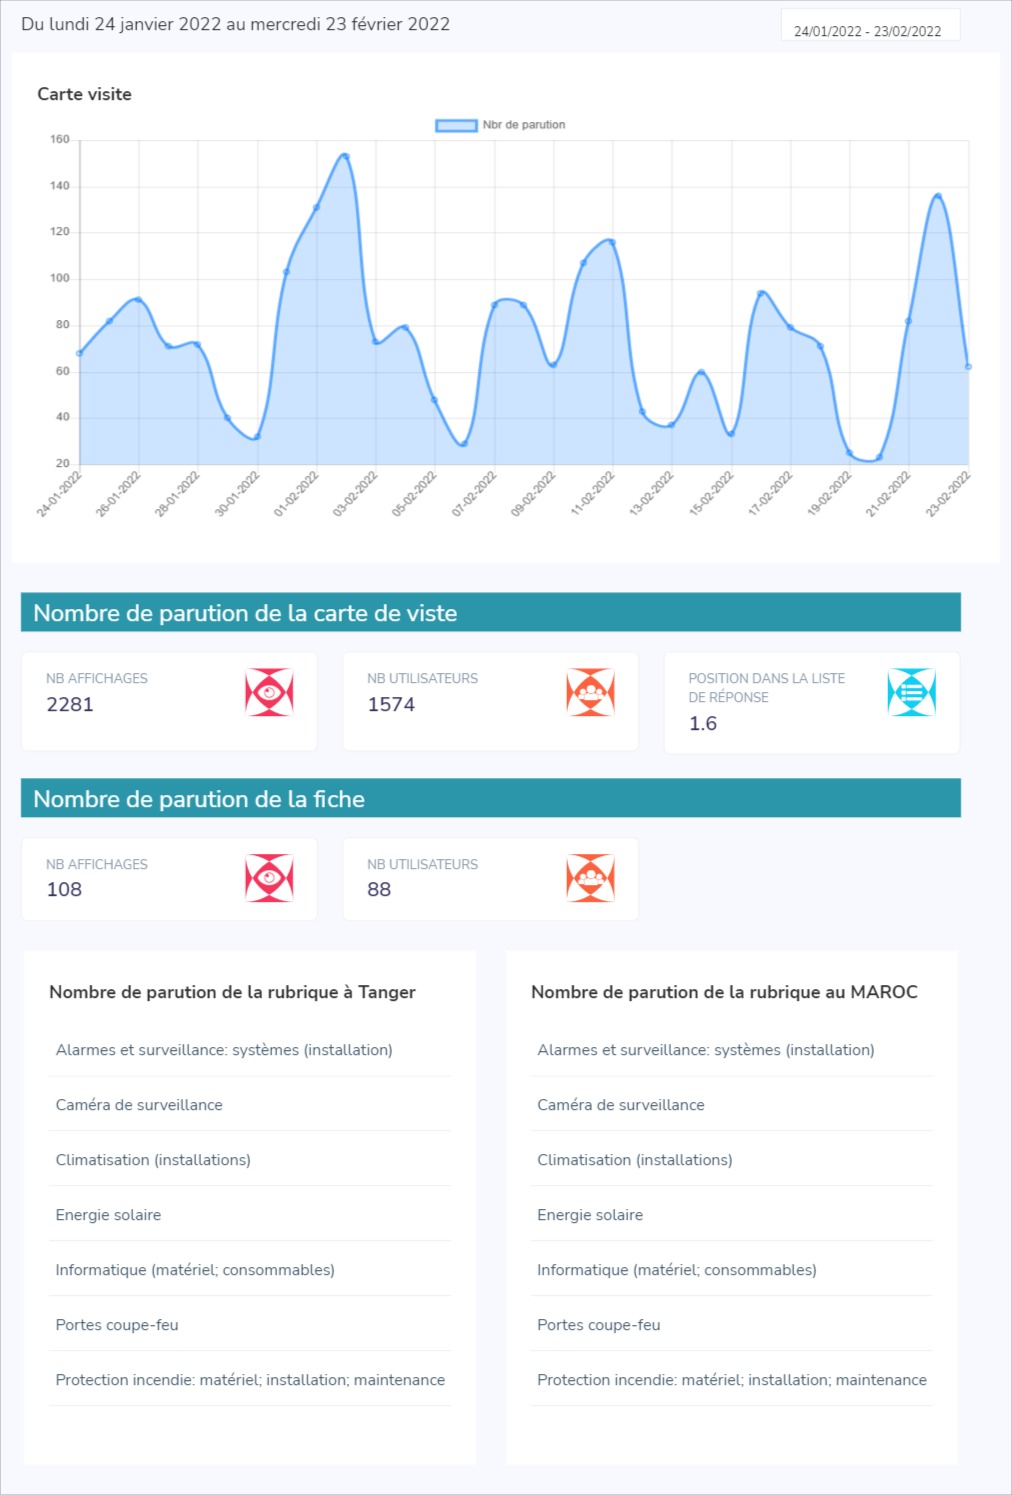 Du lundi 24 janvier 2022 au mercredi 23 février 2022
24/01/2022 - 23/02/2022
Carte visite
Nbr de parution
160
140
120
100
80
60
40
20
24-01-2022
26-01-2022
28-01-2022
30-01-2022
01-02-2022
03-02-2022
05-02-2022
07-02-2022
09-02-2022
11-02-2022
13-02-2022
15-02-2022
17-02-2022
19-02-2022
21-02-2022
23-02-2022
Nombre de parution de la carte de viste
NB AFFICHAGES
2281
NB UTILISATEURS
1574
POSITION DANS LA LISTE
DE RÉPONSE
1.6
Nombre de parution de la fiche
NB AFFICHAGES
108
NB UTILISATEURS
88
Nombre de parution de la rubrique à Tanger
Alarmes et surveillance: systèmes (installation)
Caméra de surveillance
Climatisation (installations)
Energie solaire
Informatique (matériel; consommables)
Portes coupe-feu
Protection incendie: matériel; installation; maintenance
Nombre de parution de la rubrique au MAROC
Alarmes et surveillance: systèmes (installation)
Caméra de surveillance
Climatisation (installations)
Energie solaire
Informatique (matériel; consommables)
Portes coupe-feu
Protection incendie: matériel; installation; maintenance